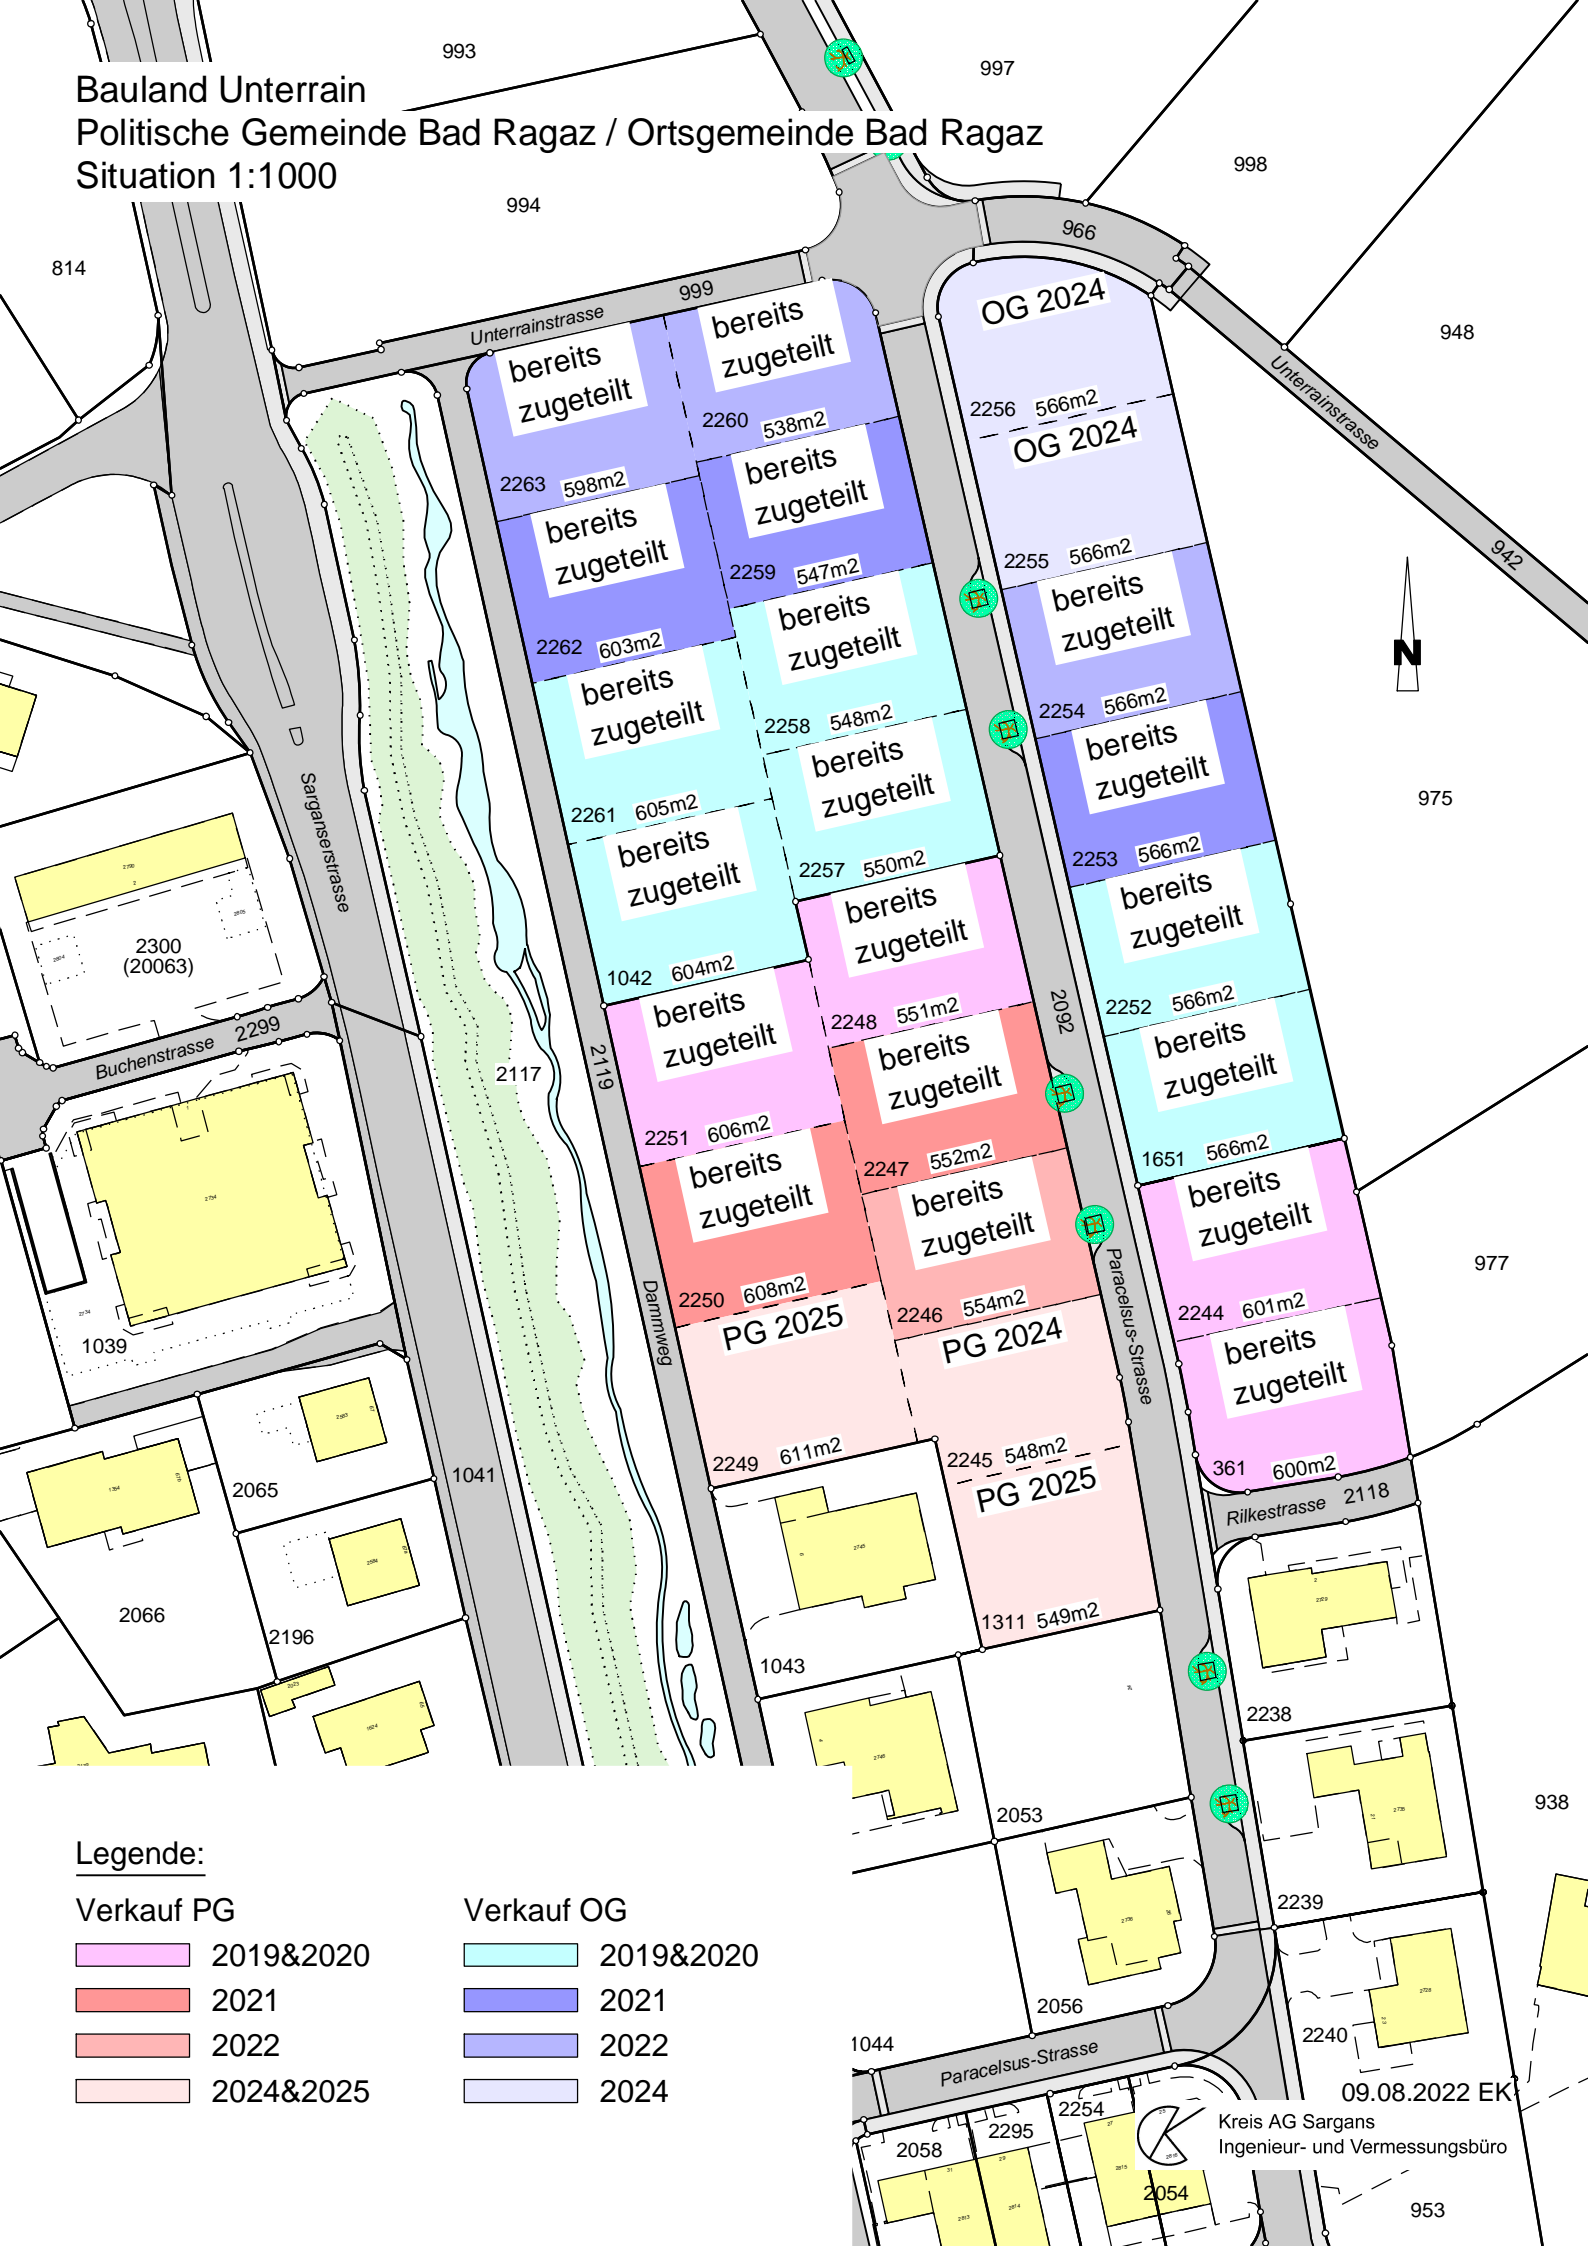 Bauland Unterrain
Politische Gemeinde Bad Ragaz / Ortsgemeinde Bad Ragaz
Situation 1:1000
993
997
998
994
966
814
999
Unterrainstrasse
948
Unterrainstrasse
942
975
977
938
953
OG 2024
2256 566m2
OG 2024
2255 566m2
bereits
zugeteilt
2260 538m2
bereits
zugeteilt
2263 598m2
bereits
zugeteilt
2259 547m2
bereits
zugeteilt
2262 603m2
bereits
zugeteilt
2254 566m2
bereits
zugeteilt
2258 548m2
bereits
zugeteilt
2261 605m2
bereits
zugeteilt
2253 566m2
bereits
zugeteilt
2257 550m2
bereits
zugeteilt
1042 604m2
bereits
zugeteilt
2252 566m2
bereits
zugeteilt
2248 551m2
bereits
zugeteilt
2251 606m2
bereits
zugeteilt
1651 566m2
bereits
zugeteilt
2247 552m2
bereits
zugeteilt
2250 608m2
bereits
zugeteilt
2244 601m2
bereits
zugeteilt
2246 554m2
bereits
zugeteilt
361 600m2
PG 2025
2249 611m2
PG 2024
2245 548m2
PG 2025
1311 549m2
N
Sarganserstrasse
2300
(20063)
Buchenstrasse 2299
2117
2119
2092
Dammweg
Paracelsus-Strasse
Rilkestrasse 2118
1039
2065
1041
2066
2196
1043
2238
2053
2239
2056
2240
1044
Paracelsus-Strasse
2254
2295
2058
2054
Legende:
Verkauf PG
2019&2020
2021
2022
2024&2025
Verkauf OG
2019&2020
2021
2022
2024
09.08.2022 EK
Kreis AG Sargans
Ingenieur- und Vermessungsbüro